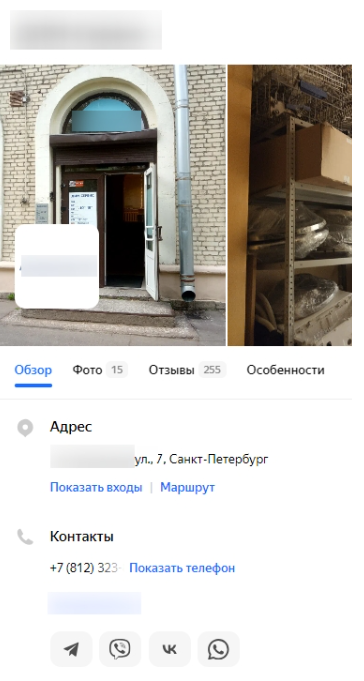 Обзор
Фото 15
Отзывы 255
Особенности
Адрес
ул., 7, Санкт-Петербург
Показать входы | Маршрут
Контакты
+7 (812) 323- Показать телефон